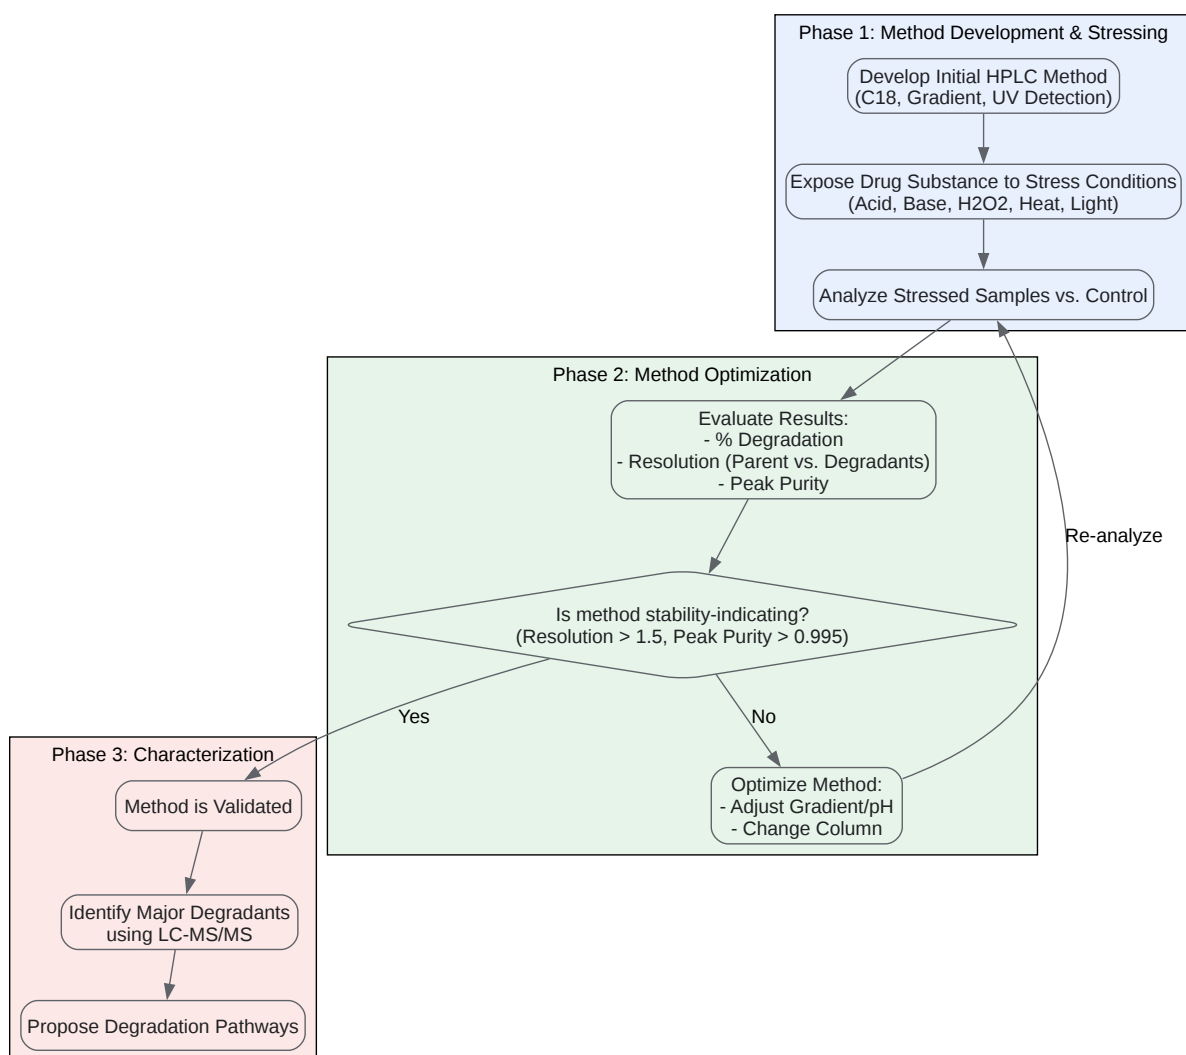 Phase 1: Method Development & Stressing
Develop Initial HPLC Method
(C18, Gradient, UV Detection)
Expose Drug Substance to Stress Conditions
(Acid, Base, H2O2, Heat, Light)
Analyze Stressed Samples vs. Control
Phase 2: Method Optimization
Evaluate Results:
- % Degradation
- Resolution (Parent vs. Degradants)
- Peak Purity
Re-analyze
Is method stability-indicating?
(Resolution > 1.5, Peak Purity > 0.995)
Yes
No
Optimize Method:
- Adjust Gradient/pH
- Change Column
Phase 3: Characterization
Method is Validated
Identify Major Degradants
using LC-MS/MS
Propose Degradation Pathways